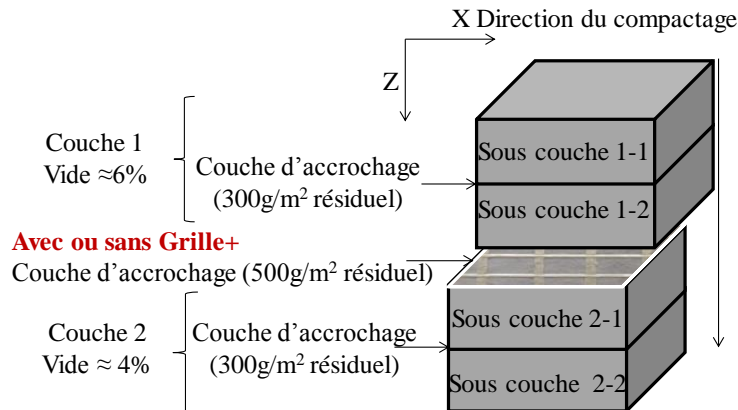 X Direction du compactage
Z
Couche 1
Vide ≈6%
Couche d’accrochage
(300g/m² résiduel)
Sous couche 1-1
Sous couche 1-2
Avec ou sans Grille+
Couche d’accrochage (500g/m² résiduel)
Couche 2
Vide ≈ 4%
Couche d’accrochage
(300g/m² résiduel)
Sous couche 2-1
Sous couche 2-2